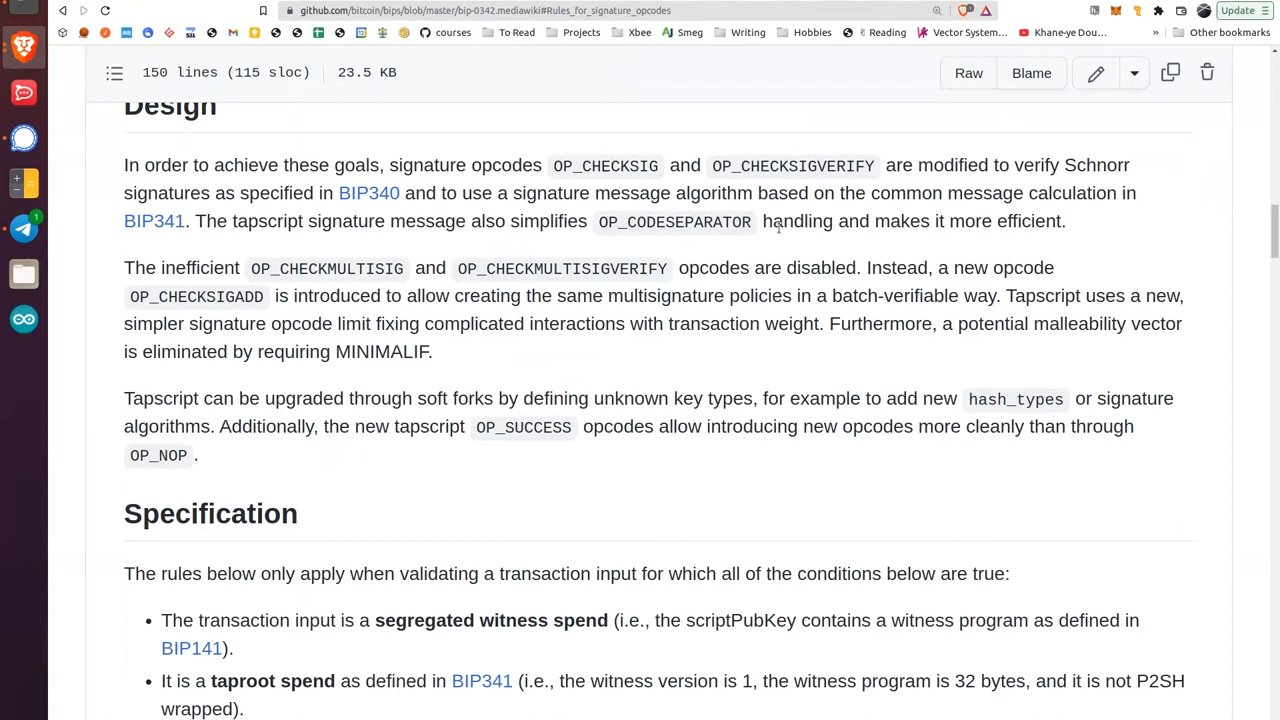 github.com/bitcoin/bips/blob/master/bip-0342.mediawiki#Rules_for_signature_opcodes
Update
courses To Read Projects Xbee Smeg Writing Hobbies Reading Vector System... Khane-ye Dou... » Other bookmarks
150 lines (115 sloc) 23.5 KB
Raw Blame
Design
In order to achieve these goals, signature opcodes OP_CHECKSIG and OP_CHECKSIGVERIFY are modified to verify Schnorr
signatures as specified in BIP340 and to use a signature message algorithm based on the common message calculation in
BIP341. The tapscript signature message also simplifies OP_CODESEPARATOR handling and makes it more efficient.
The inefficient OP_CHECKMULTISIG and OP_CHECKMULTISIGVERIFY opcodes are disabled. Instead, a new opcode
OP_CHECKSIGADD is introduced to allow creating the same multisignature policies in a batch-verifiable way. Tapscript uses a new,
simpler signature opcode limit fixing complicated interactions with transaction weight. Furthermore, a potential malleability vector
is eliminated by requiring MINIMALIF.
Tapscript can be upgraded through soft forks by defining unknown key types, for example to add new hash_types or signature
algorithms. Additionally, the new tapscript OP_SUCCESS opcodes allow introducing new opcodes more cleanly than through
OP_NOP .
Specification
The rules below only apply when validating a transaction input for which all of the conditions below are true:
• The transaction input is a segregated witness spend (i.e., the scriptPubKey contains a witness program as defined in
BIP141).
• It is a taproot spend as defined in BIP341 (i.e., the witness version is 1, the witness program is 32 bytes, and it is not P2SH
wrapped).
1